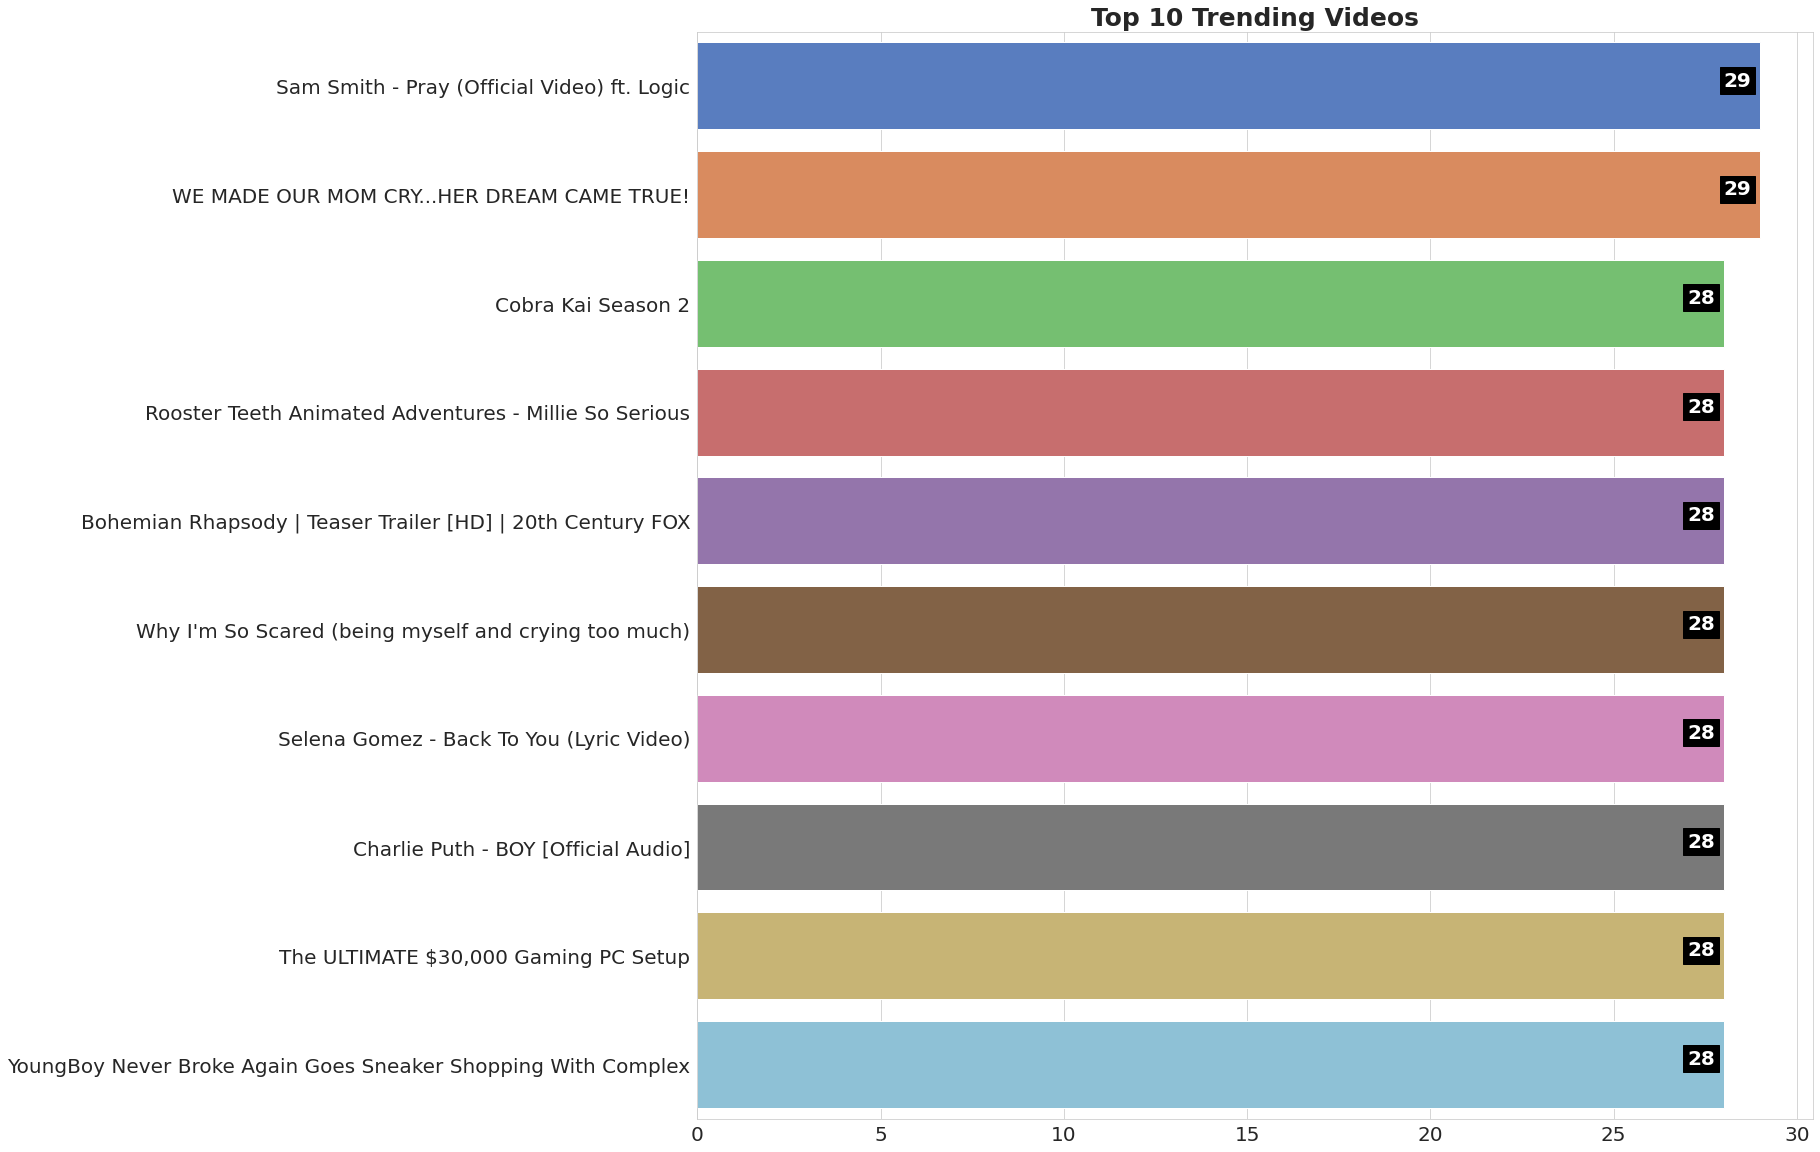 Top 10 Trending Videos
Sam Smith - Pray (Official Video) ft. Logic
29
WE MADE OUR MOM CRY...HER DREAM CAME TRUE!
29
Cobra Kai Season 2
28
Rooster Teeth Animated Adventures - Millie So Serious
28
Bohemian Rhapsody | Teaser Trailer [HD] | 20th Century FOX
28
Why I'm So Scared (being myself and crying too much)
28
Selena Gomez - Back To You (Lyric Video)
28
Charlie Puth - BOY [Official Audio]
28
The ULTIMATE $30,000 Gaming PC Setup
28
YoungBoy Never Broke Again Goes Sneaker Shopping With Complex
28
0 5 10 15 20 25 30